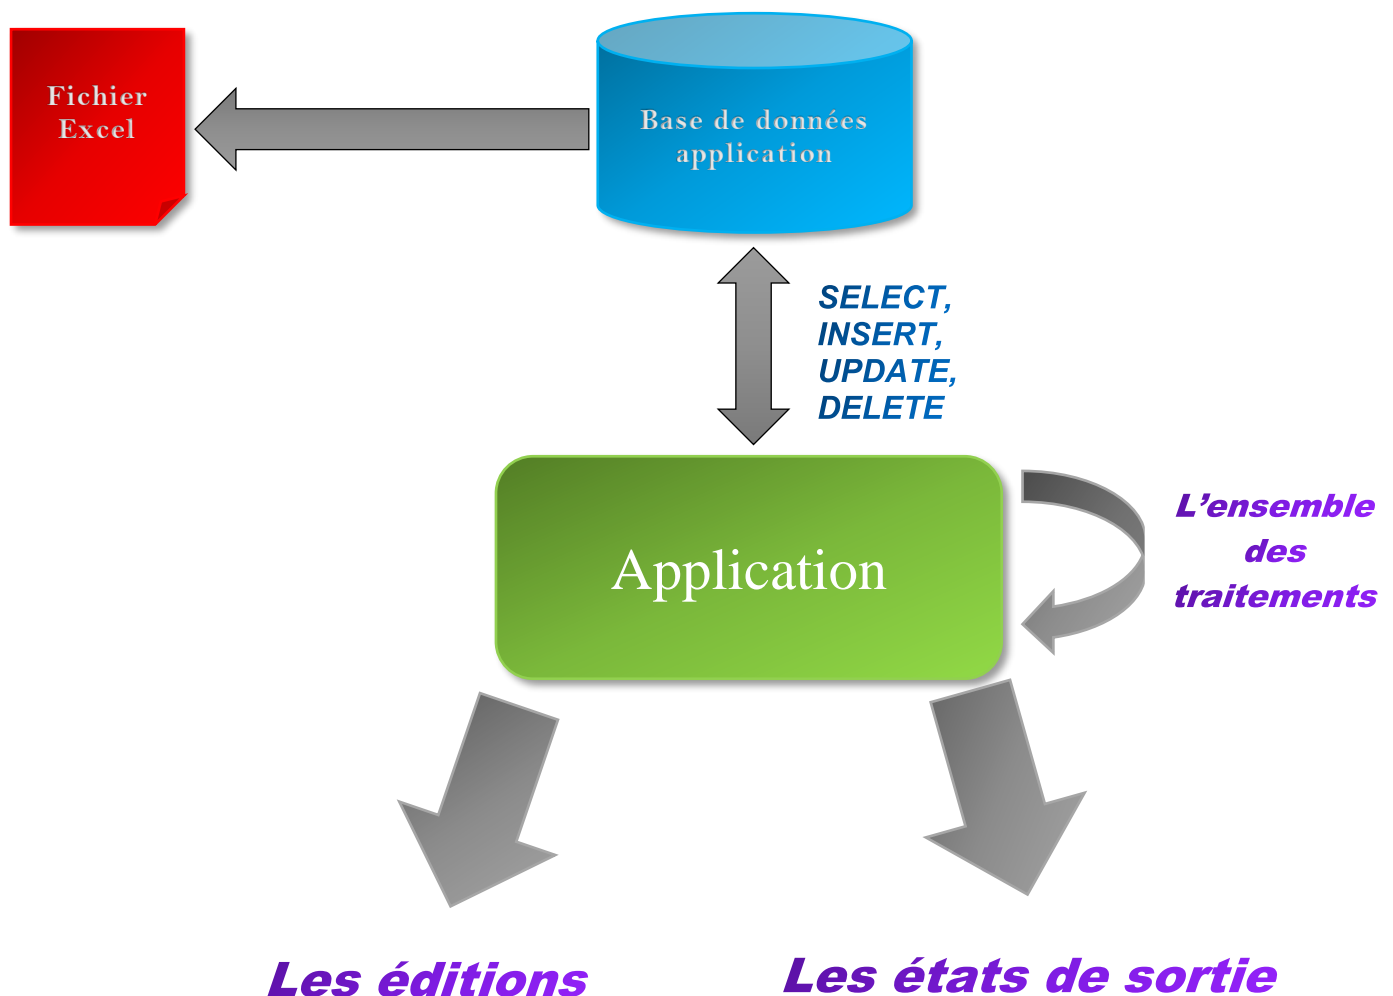 Fichier
Excel
Base de données
application
SELECT,
INSERT,
UPDATE,
DELETE
Application
L’ensemble
des
traitements
Les éditions
Les états de sortie